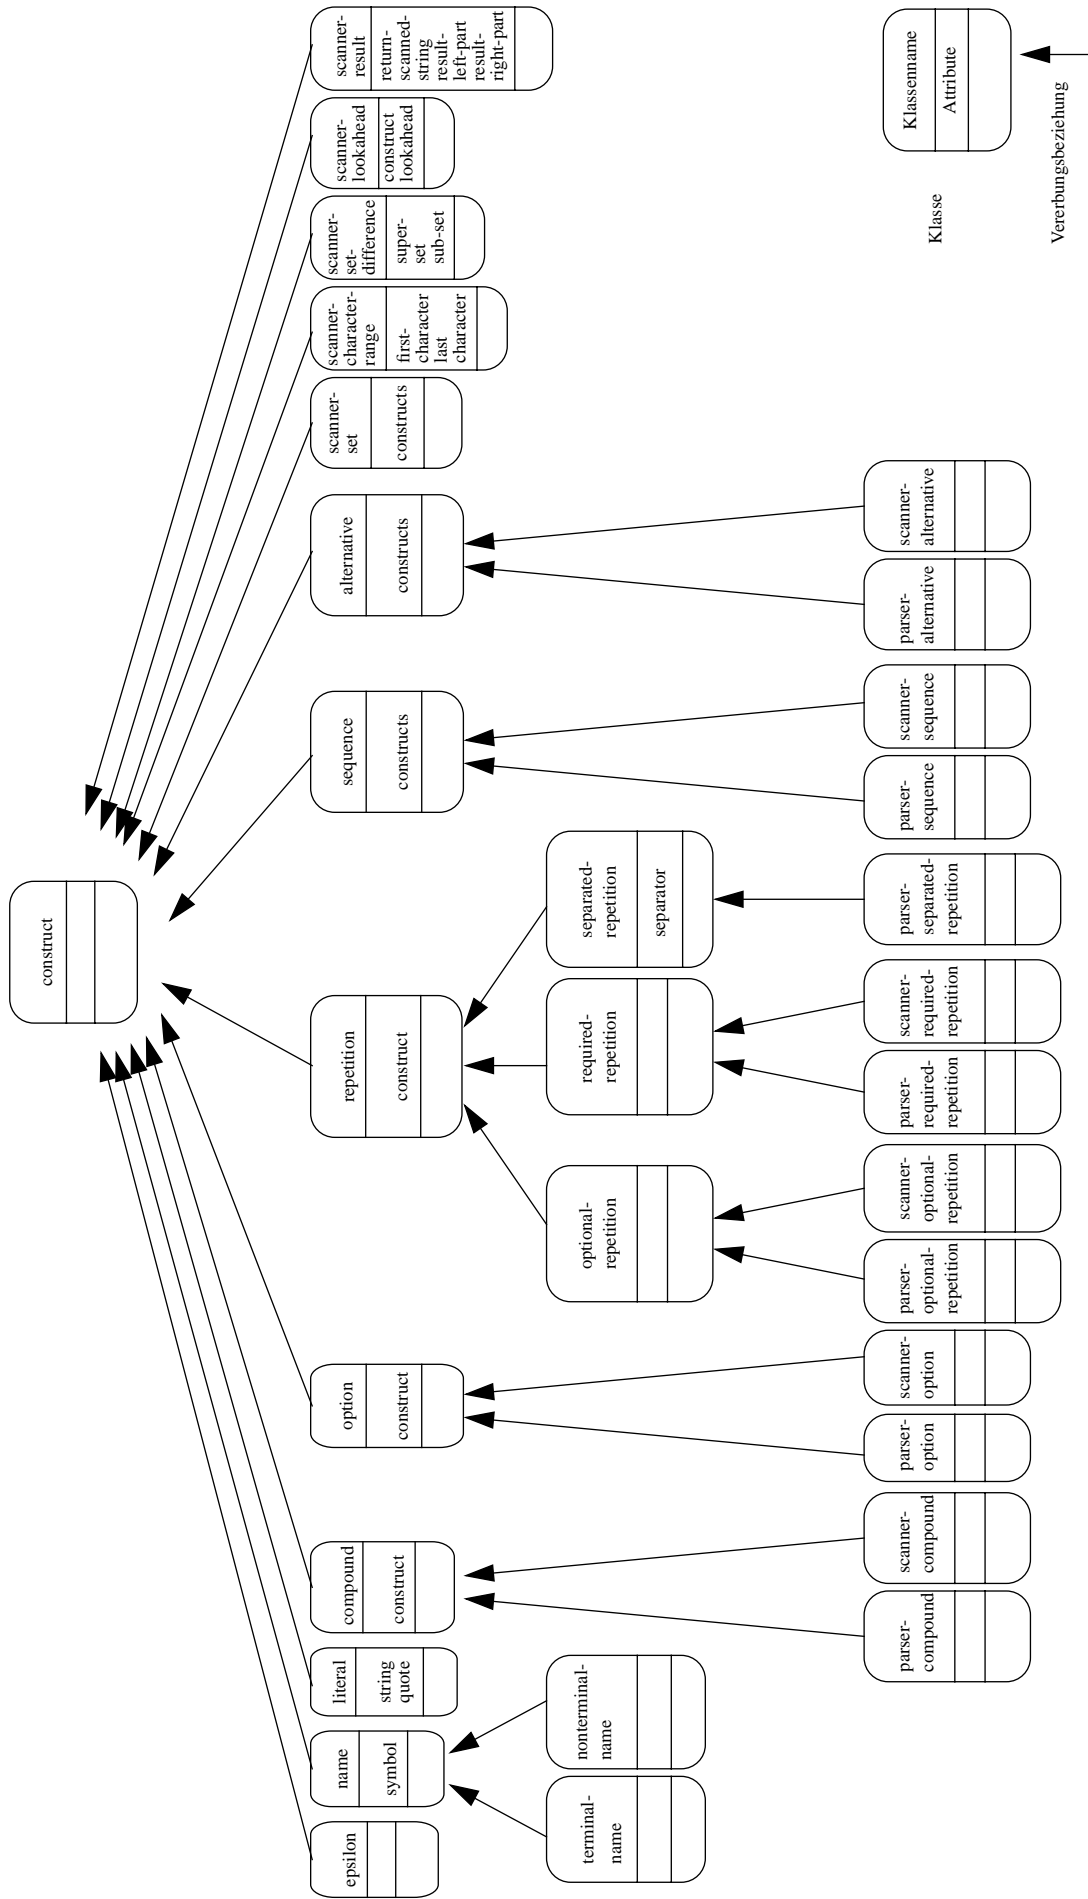 construct
epsilon
name
symbol
literal
string
quote
compound
construct
option
construct
repetition
construct
sequence
constructs
alternative
constructs
scanner-
set
constructs
scanner-
character-
range
first-
character
last
character
scanner-
set-
difference
super-
set
sub-set
scanner-
lookahead
construct
lookahead
scanner-
result
return-
scanned-
string
result-
left-part
result-
right-part
terminal-
name
nonterminal-
name
optional-
repetition
required-
repetition
separated-
repetition
separator
parser-
compound
scanner-
compound
parser-
option
scanner-
option
parser-
optional-
repetition
scanner-
optional-
repetition
parser-
required-
repetition
scanner-
required-
repetition
parser-
separated-
repetition
parser-
sequence
scanner-
sequence
parser-
alternative
scanner-
alternative
Klasse
Klassenname
Attribute
Vererbungsbeziehung